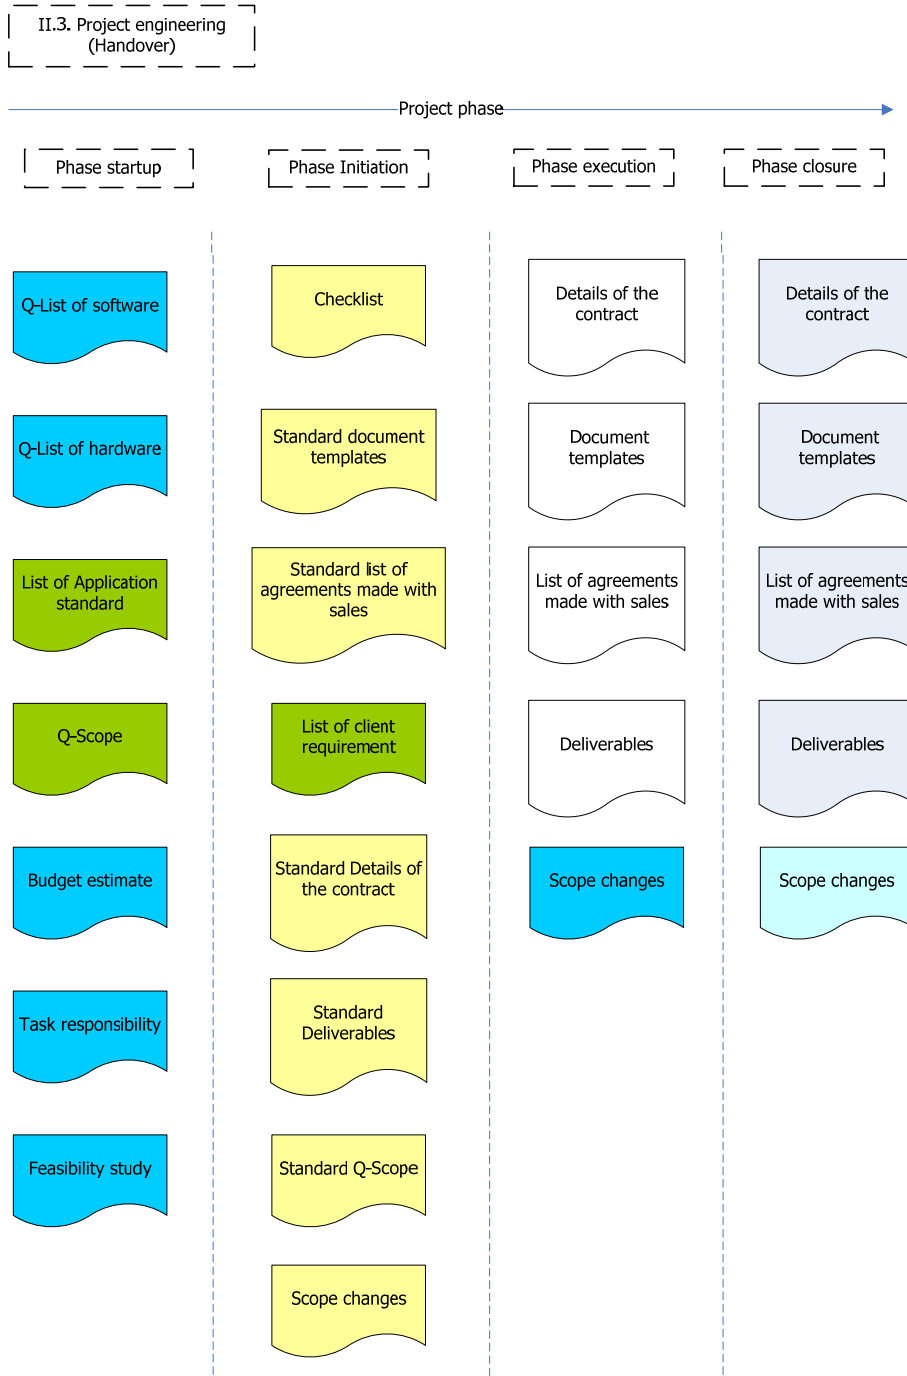 II.3. Project engineering
(Handover)
Project phase
Phase startup
Phase Initiation
Phase execution
Phase closure
Q-List of software
Q-List of hardware
List of Application
standard
Q-Scope
Budget estimate
Task responsibility
Feasibility study
Checklist
Standard document
templates
Standard list of
agreements made with
sales
List of client
requirement
Standard Details of
the contract
Standard
Deliverables
Standard Q-Scope
Scope changes
Details of the
contract
Document
templates
List of agreements
made with sales
Deliverables
Scope changes
Details of the
contract
Document
templates
List of agreements
made with sales
Deliverables
Scope changes